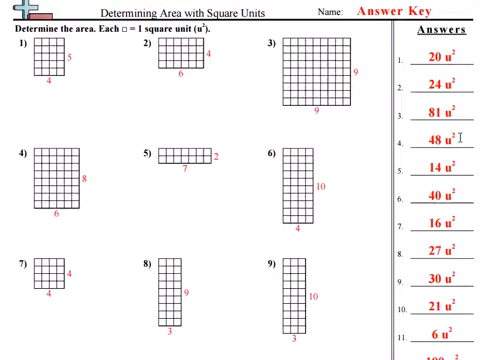 Determining Area with Square Units Name: Answer Key
Determine the area. Each □ = 1 square unit (u²).
Answers
1) 5 4
2) 4 6
3) 9 9
4) 8 6
5) 2 7
6) 10 4
7) 4 4
8) 9 3
9) 10 3
1. 20 u²
2. 24 u²
3. 81 u²
4. 48 u²
5. 14 u²
6. 40 u²
7. 16 u²
8. 27 u²
9. 30 u²
10. 21 u²
11. 6 u²